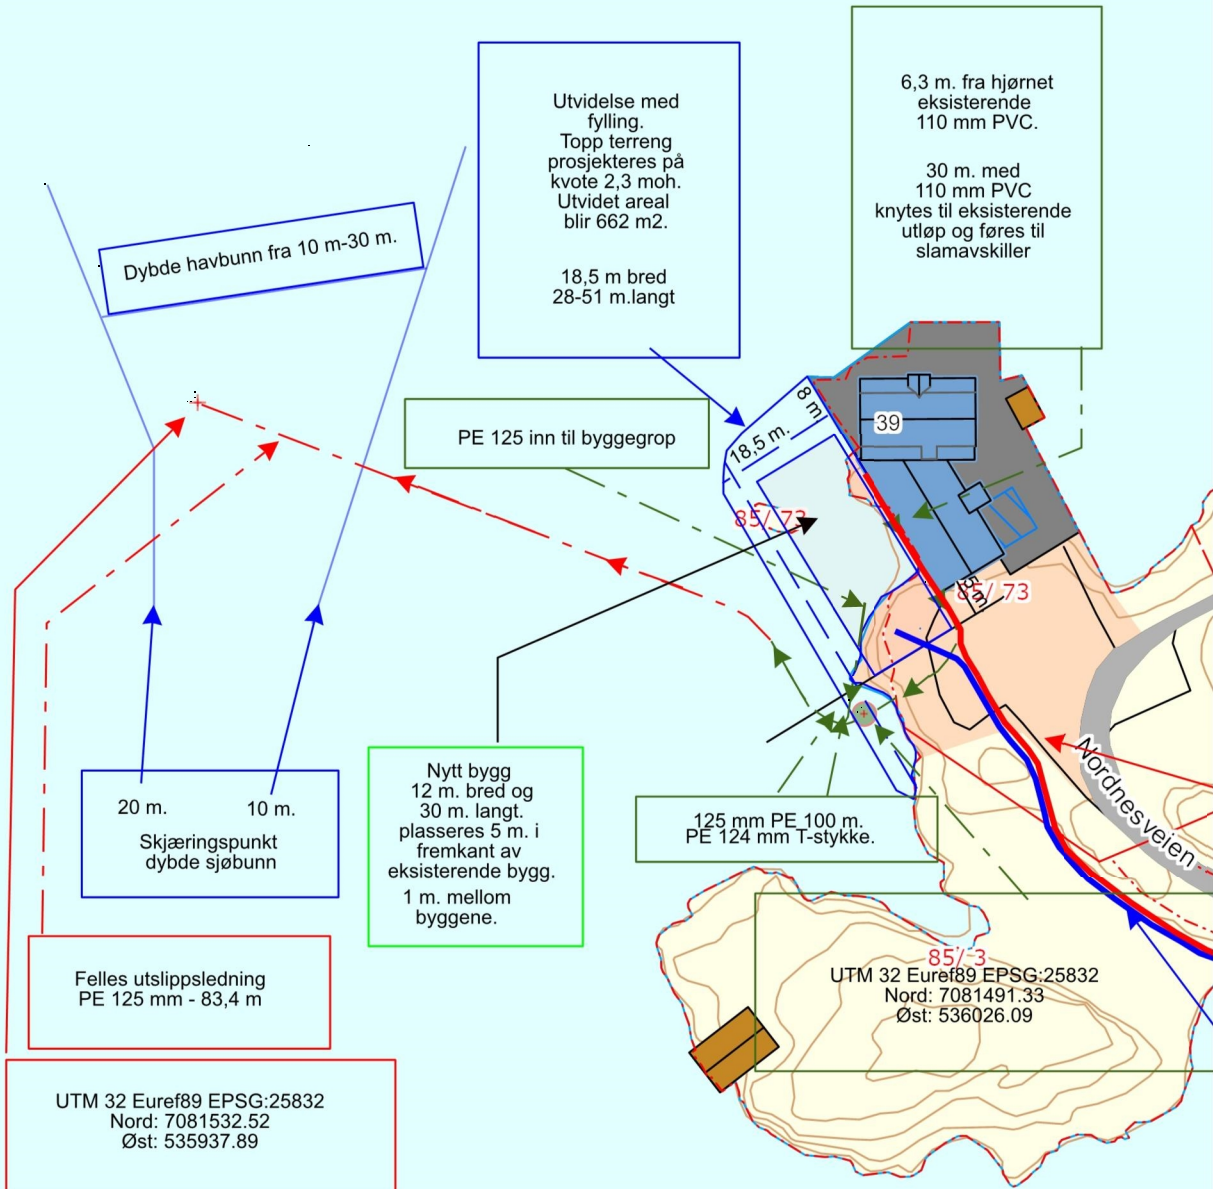 Utvidelse med
fylling.
Topp terreng
prosjekteres på
kvote 2,3 moh.
Utvidet areal
blir 662 m2.
18,5 m bred
28-51 m.langt
6,3 m. fra hjørnet
eksisterende
110 mm PVC.
30 m. med
110 mm PVC
knytes til eksisterende
utløp og føres til
slamavskiller
Dybde havbunn fra 10 m-30 m.
PE 125 inn til byggegrop
8 m
18,5 m.
39
85/ 73
85/ 73
5 m
Nordnesveien
20 m.
10 m.
Skjæringspunkt
dybde sjøbunn
Nytt bygg
12 m. bred og
30 m. langt.
plasseres 5 m. i
fremkant av
eksisterende bygg.
1 m. mellom
byggene.
125 mm PE 100 m.
PE 124 mm T-stykke.
Felles utslippsledning
PE 125 mm - 83,4 m
85/ 3
UTM 32 Euref89 EPSG:25832
Nord: 7081491.33
Øst: 536026.09
UTM 32 Euref89 EPSG:25832
Nord: 7081532.52
Øst: 535937.89